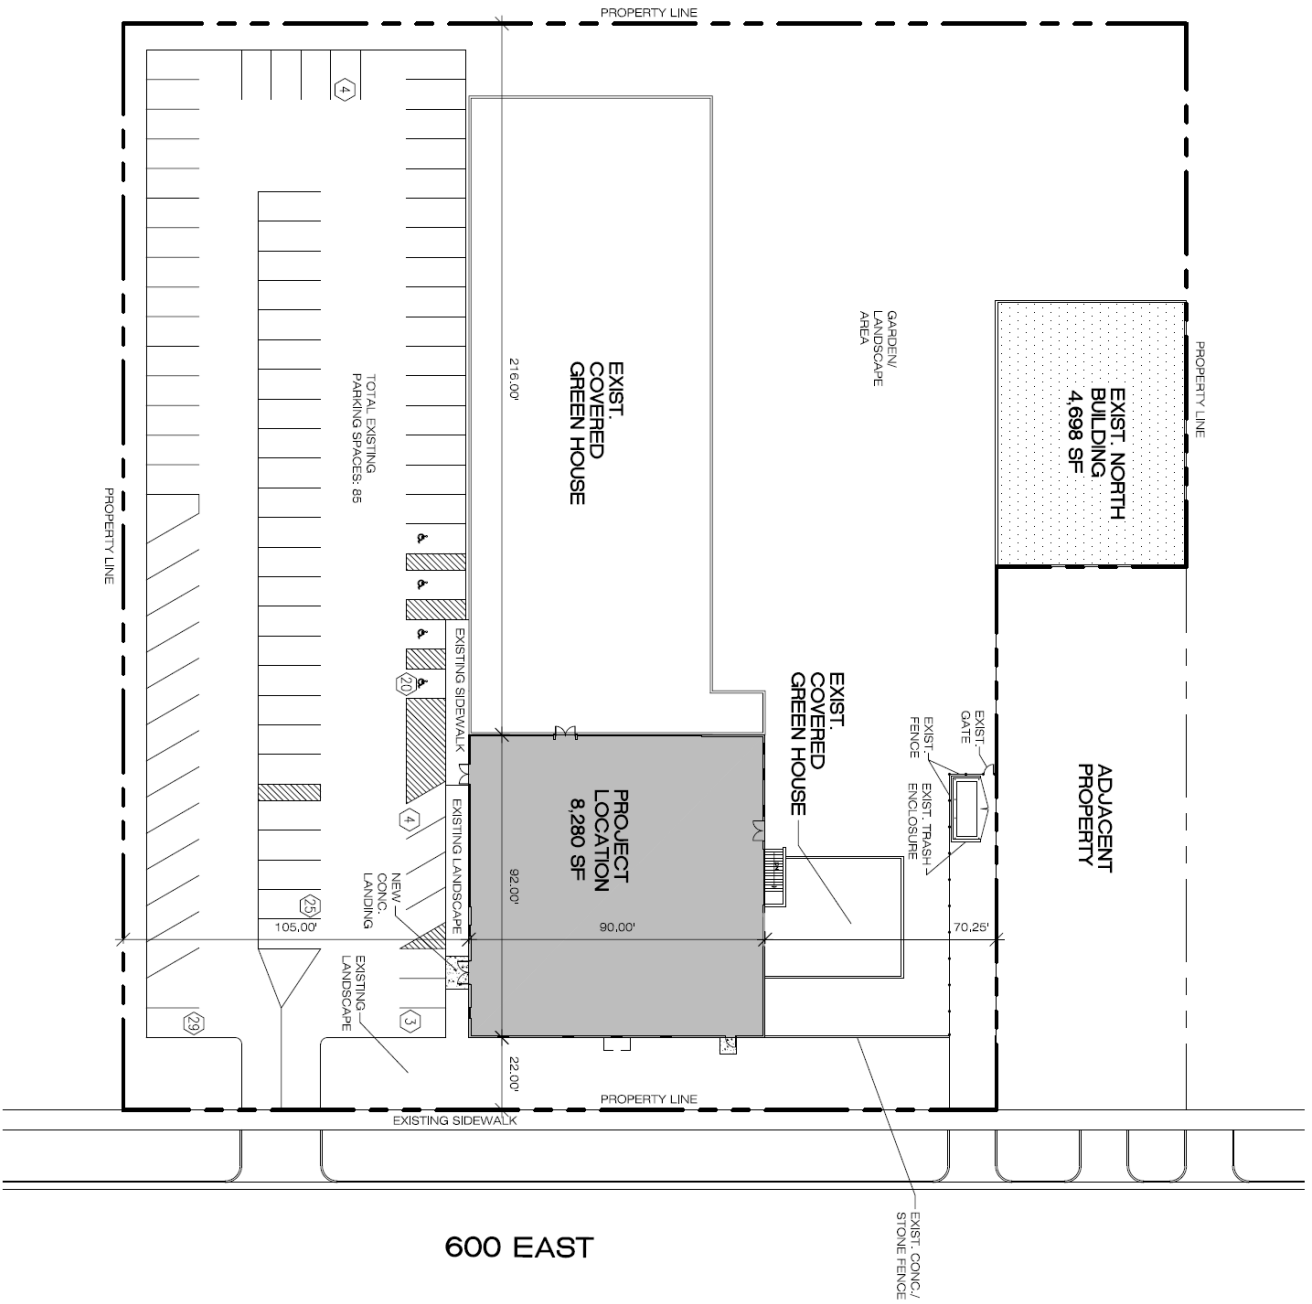 PROPERTY LINE
4
GARDEN/
LANDSCAPE
AREA
PROPERTY LINE
EXIST. NORTH
BUILDING
4,698 SF
216.00'
EXIST.
COVERED
GREEN HOUSE
TOTAL EXISTING
PARKING SPACES: 85
PROPERTY LINE
20
EXISTING SIDEWALK
EXIST.
COVERED
GREEN HOUSE
EXIST.
GATE
EXIST.
FENCE
EXIST. TRASH
ENCLOSURE
ADJACENT
PROPERTY
PROJECT
LOCATION
8,280 SF
4
EXISTING LANDSCAPE
NEW
CONC.
LANDING
92.00'
25
105.00'
90.00'
70.25'
EXISTING
LANDSCAPE
29
3
22.00'
PROPERTY LINE
EXISTING SIDEWALK
EXIST. CONC./
STONE FENCE
600 EAST